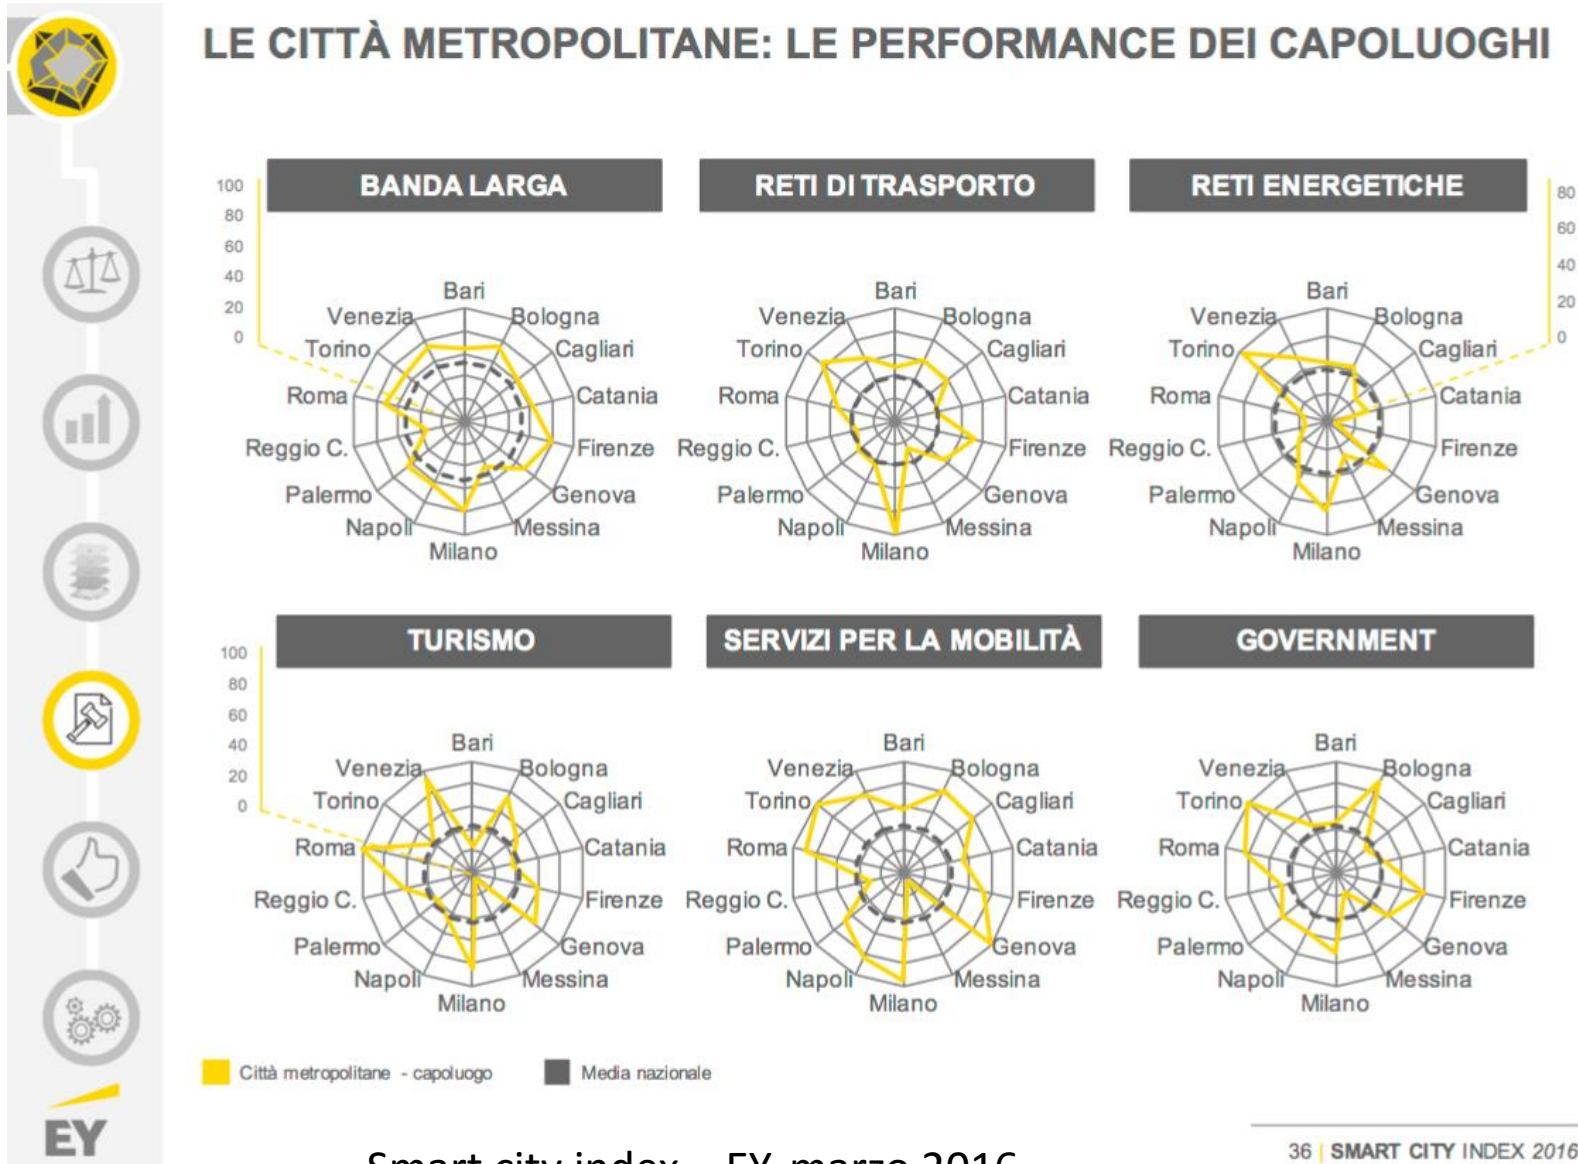 LE CITTÀ METROPOLITANE: LE PERFORMANCE DEI CAPOLUOGHI
BANDA LARGA
100
80
60
40
20
0
Bari
Bologna
Cagliari
Catania
Firenze
Genova
Messina
Milano
Napoli
Palermo
Reggio C.
Roma
Torino
Venezia
RETI DI TRASPORTO
Bari
Bologna
Cagliari
Catania
Firenze
Genova
Messina
Milano
Napoli
Palermo
Reggio C.
Roma
Torino
Venezia
RETI ENERGETICHE
80
60
40
20
0
Bari
Bologna
Cagliari
Catania
Firenze
Genova
Messina
Milano
Napoli
Palermo
Reggio C.
Roma
Torino
Venezia
TURISMO
100
80
60
40
20
0
Bari
Bologna
Cagliari
Catania
Firenze
Genova
Messina
Milano
Napoli
Palermo
Reggio C.
Roma
Torino
Venezia
SERVIZI PER LA MOBILITÀ
Bari
Bologna
Cagliari
Catania
Firenze
Genova
Messina
Milano
Napoli
Palermo
Reggio C.
Roma
Torino
Venezia
GOVERNMENT
Bari
Bologna
Cagliari
Catania
Firenze
Genova
Messina
Milano
Napoli
Palermo
Reggio C.
Roma
Torino
Venezia
Città metropolitane - capoluogo
Media nazionale
EY
Smart city index – EY, marzo 2016
36 | SMART CITY INDEX 2016